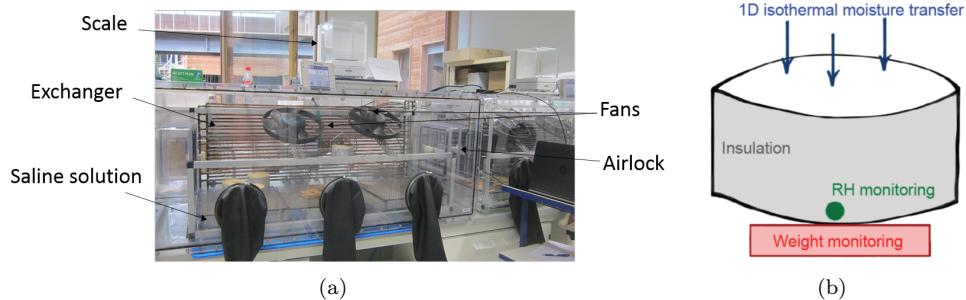 Scale
Exchanger
Saline solution
Fans
Airlock
(a)
1D isothermal moisture transfer
Insulation
RH monitoring
Weight monitoring
(b)